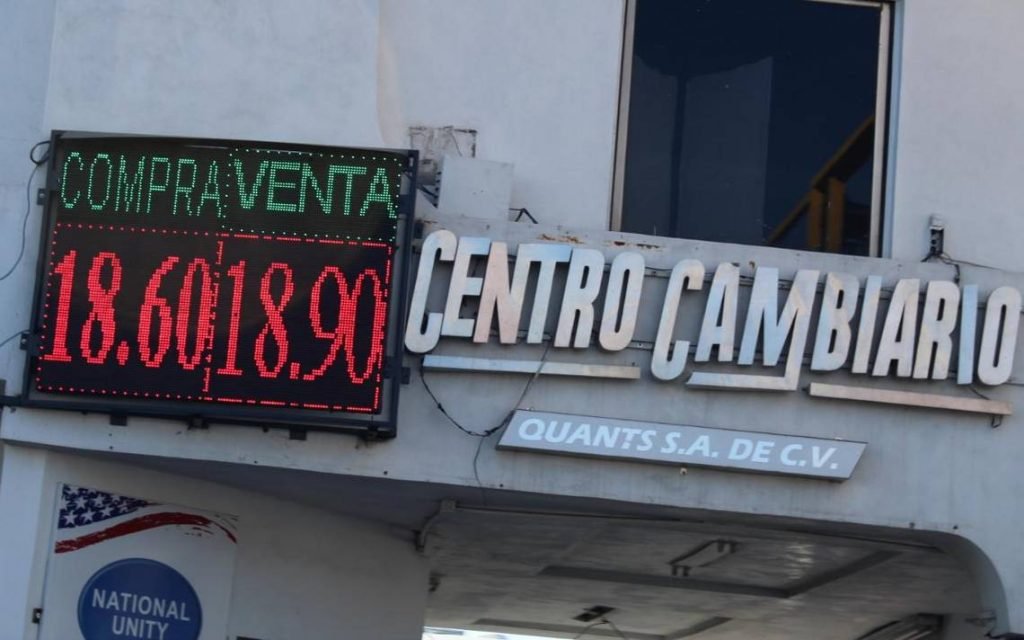 COMPRA VENTA
18.60 18.90
CENTRO CAMBIARIO
QUANTS S.A. DE C.V.
NATIONAL
UNITY